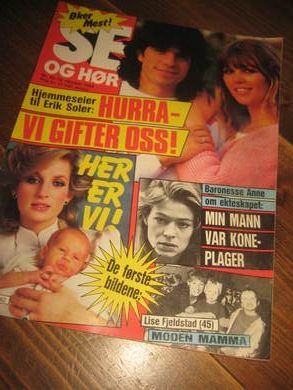 Øker
Mest!
SE
OG HØR
Hjemmeseier
til Erik Soler:
HURRA-
VI GIFTER OSS!
HER
ER
VI!
De første
bildene:
Baronesse Anne
om ekteskapet:
MIN MANN
VAR KONE-
PLAGER
Lise Fjeldstad (45)
MODEN MAMMA